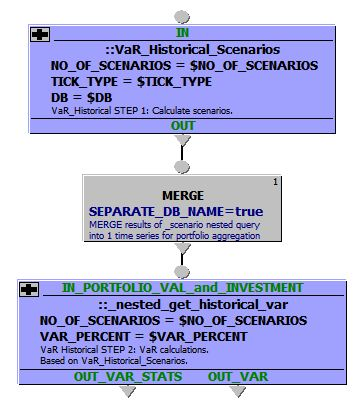 IN
::VaR_Historical_Scenarios
NO_OF_SCENARIOS = $NO_OF_SCENARIOS
TICK_TYPE = $TICK_TYPE
DB = $DB
VaR_Historical STEP 1: Calculate scenarios.
OUT
1
MERGE
SEPARATE_DB_NAME=true
MERGE results of _scenario nested query
into 1 time series for portfolio aggregation
IN_PORTFOLIO_VAL_and_INVESTMENT
::_nested_get_historical_var
NO_OF_SCENARIOS = $NO_OF_SCENARIOS
VAR_PERCENT = $VAR_PERCENT
VaR Historical STEP 2: VaR calculations.
Based on VaR_Historical_Scenarios.
OUT_VAR_STATS OUT_VAR